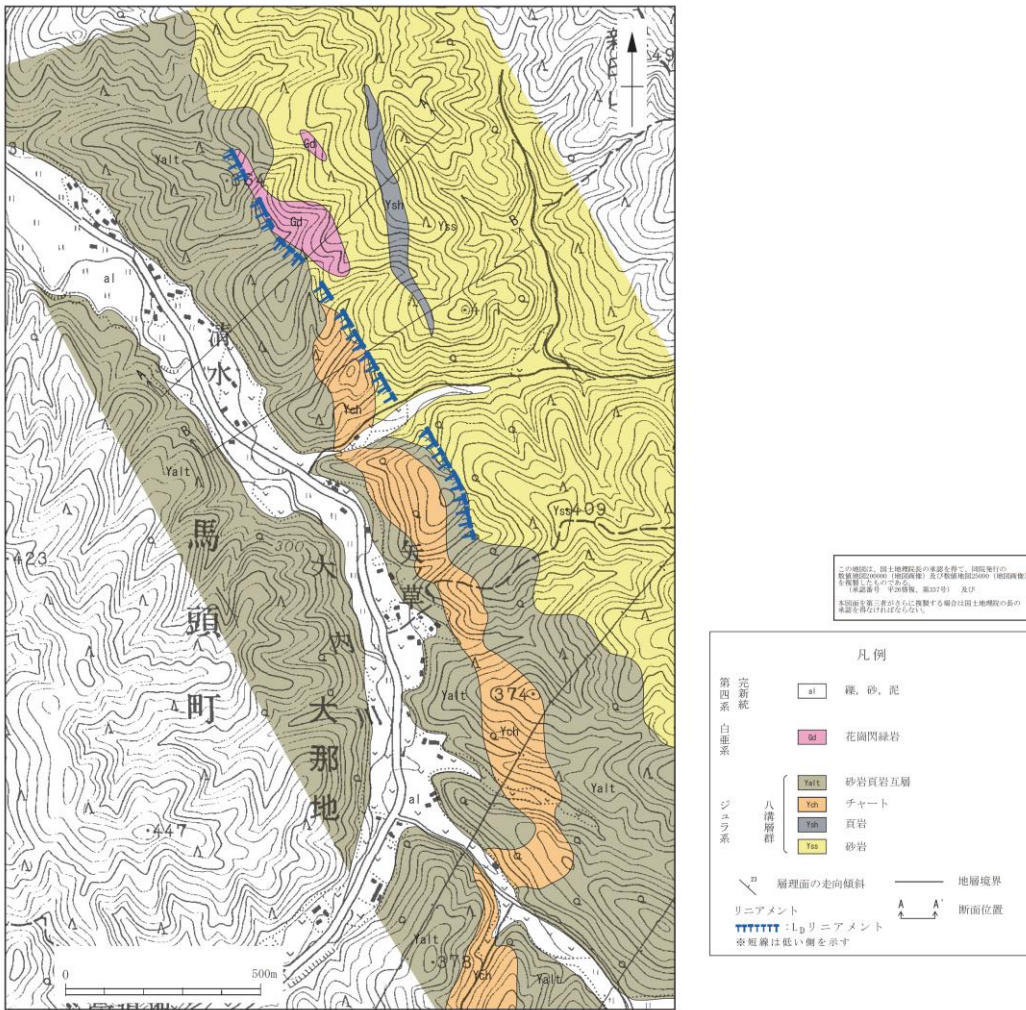 Yalt
Gd
Gd
Ysh
Yss
A
B
al
清水
A
B
Ych
Yalt
411
423
300
馬頭町
大内
大那地
矢草
Yss
409
374
Ych
Yalt
Yalt
al
447
Yalt
378
Ych
Yalt
0
500m
凡例
第四系
完新統
al
礫，砂，泥
白亜系
Gd
花崗閃緑岩
ジュラ系
八溝層群
Yalt
砂岩頁岩互層
Ych
チャート
Ysh
頁岩
Yss
砂岩
23
層理面の走向傾斜
地層境界
リニアメント
A A'
断面位置
:LDリニアメント
※短線は低い側を示す